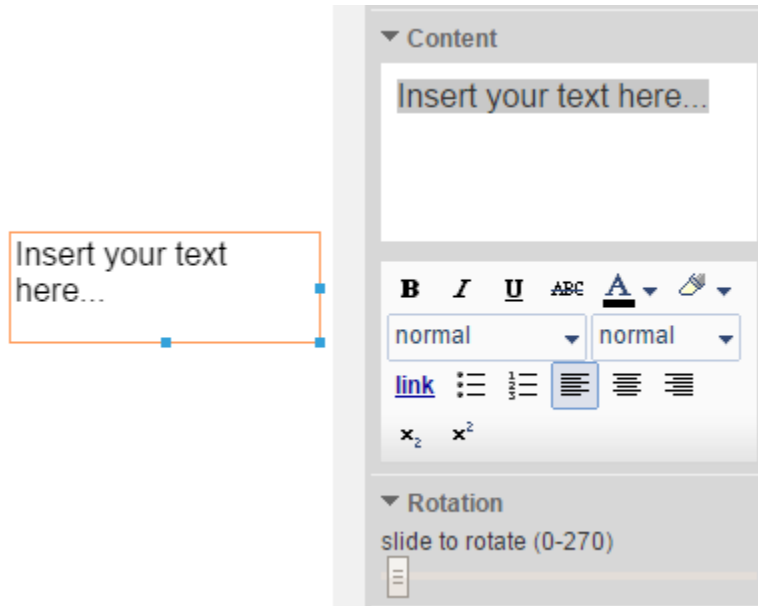 Insert your text
here...
Content
Insert your text here...
B I U ABC A
normal normal
link
x₂ x²
Rotation
slide to rotate (0-270)